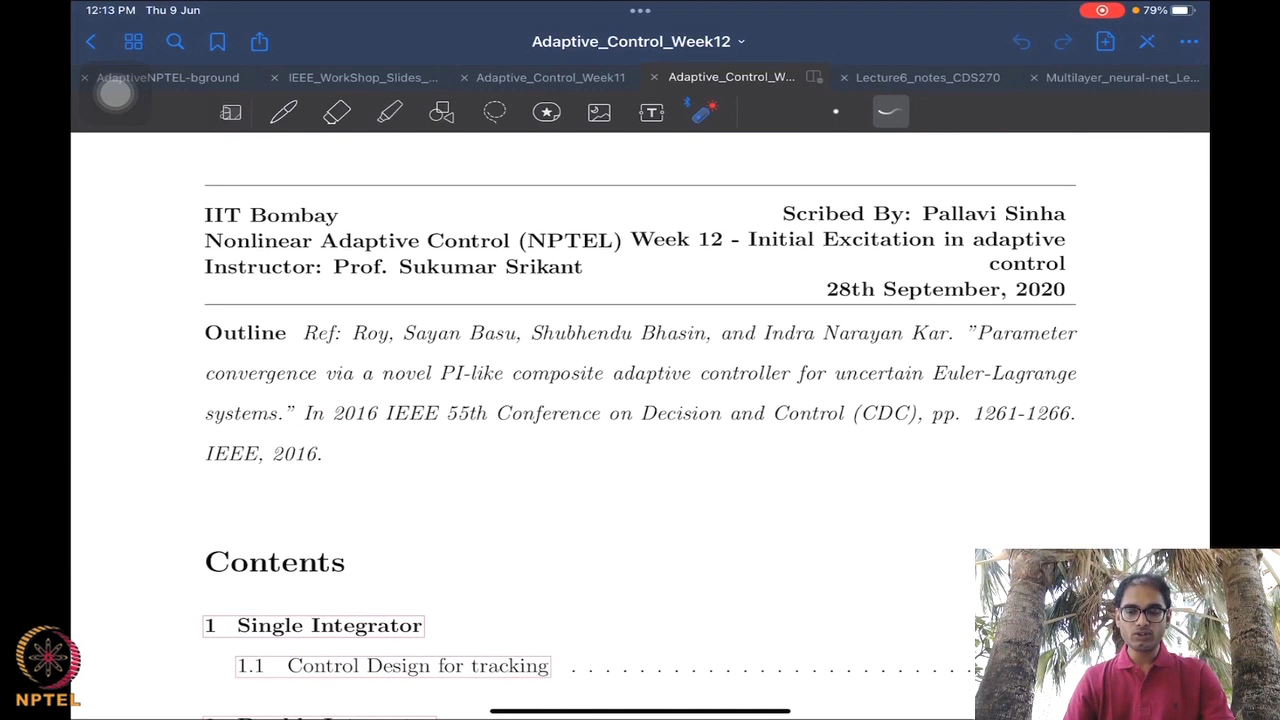 12:13 PM Thu 9 Jun
79%
Adaptive_Control_Week12
AdaptiveNPTEL-bground
IEEE_WorkShop_Slides_...
Adaptive_Control_Week11
Adaptive_Control_W...
Lecture6_notes_CDS270
Multilayer_neural-net_Le...
IIT Bombay
Scribed By: Pallavi Sinha
Nonlinear Adaptive Control (NPTEL) Week 12 - Initial Excitation in adaptive
Instructor: Prof. Sukumar Srikant
control
28th September, 2020
Outline Ref: Roy, Sayan Basu, Shubhendu Bhasin, and Indra Narayan Kar. "Parameter
convergence via a novel PI-like composite adaptive controller for uncertain Euler-Lagrange
systems." In 2016 IEEE 55th Conference on Decision and Control (CDC), pp. 1261-1266.
IEEE, 2016.
Contents
1 Single Integrator
1.1 Control Design for tracking . . . . . . . . . . . . . . . . . .
NPTEL